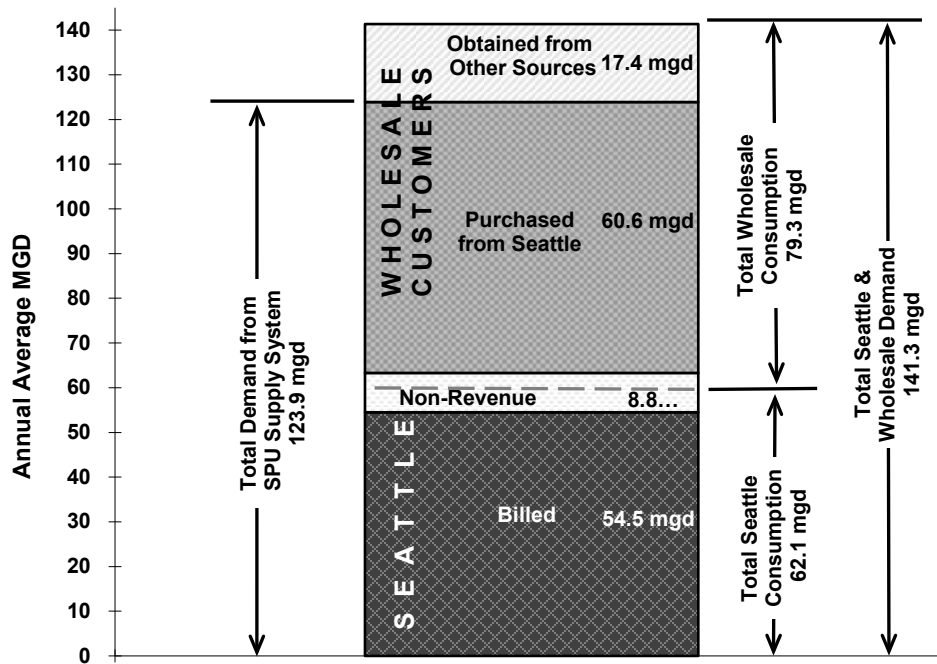 Annual Average MGD
140
130
120
110
100
90
80
70
60
50
40
30
20
10
0
Total Demand from
SPU Supply System
123.9 mgd
WHOLESALE
CUSTOMERS
Obtained from
Other Sources 17.4 mgd
Purchased
from Seattle
60.6 mgd
Non-Revenue 8.8…
SEATTLE
Billed 54.5 mgd
Total Wholesale
Consumption
79.3 mgd
Total Seattle
Consumption
62.1 mgd
Total Seattle &
Wholesale Demand
141.3 mgd